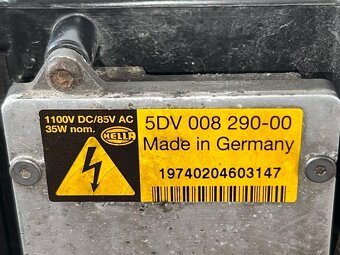 1100V DC/85V AC
35W nom.
HELLA
5DV 008 290-00
Made in Germany
19740204603147